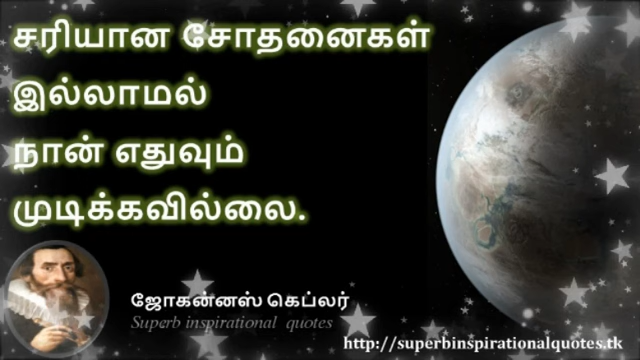 சரியான சோதனைகள்
இல்லாமல்
நான் எதுவும்
முடிக்கவில்லை.
ஜோகன்னஸ் கெப்லர்
Superb inspirational quotes
http://superbinspirationalquotes.tk